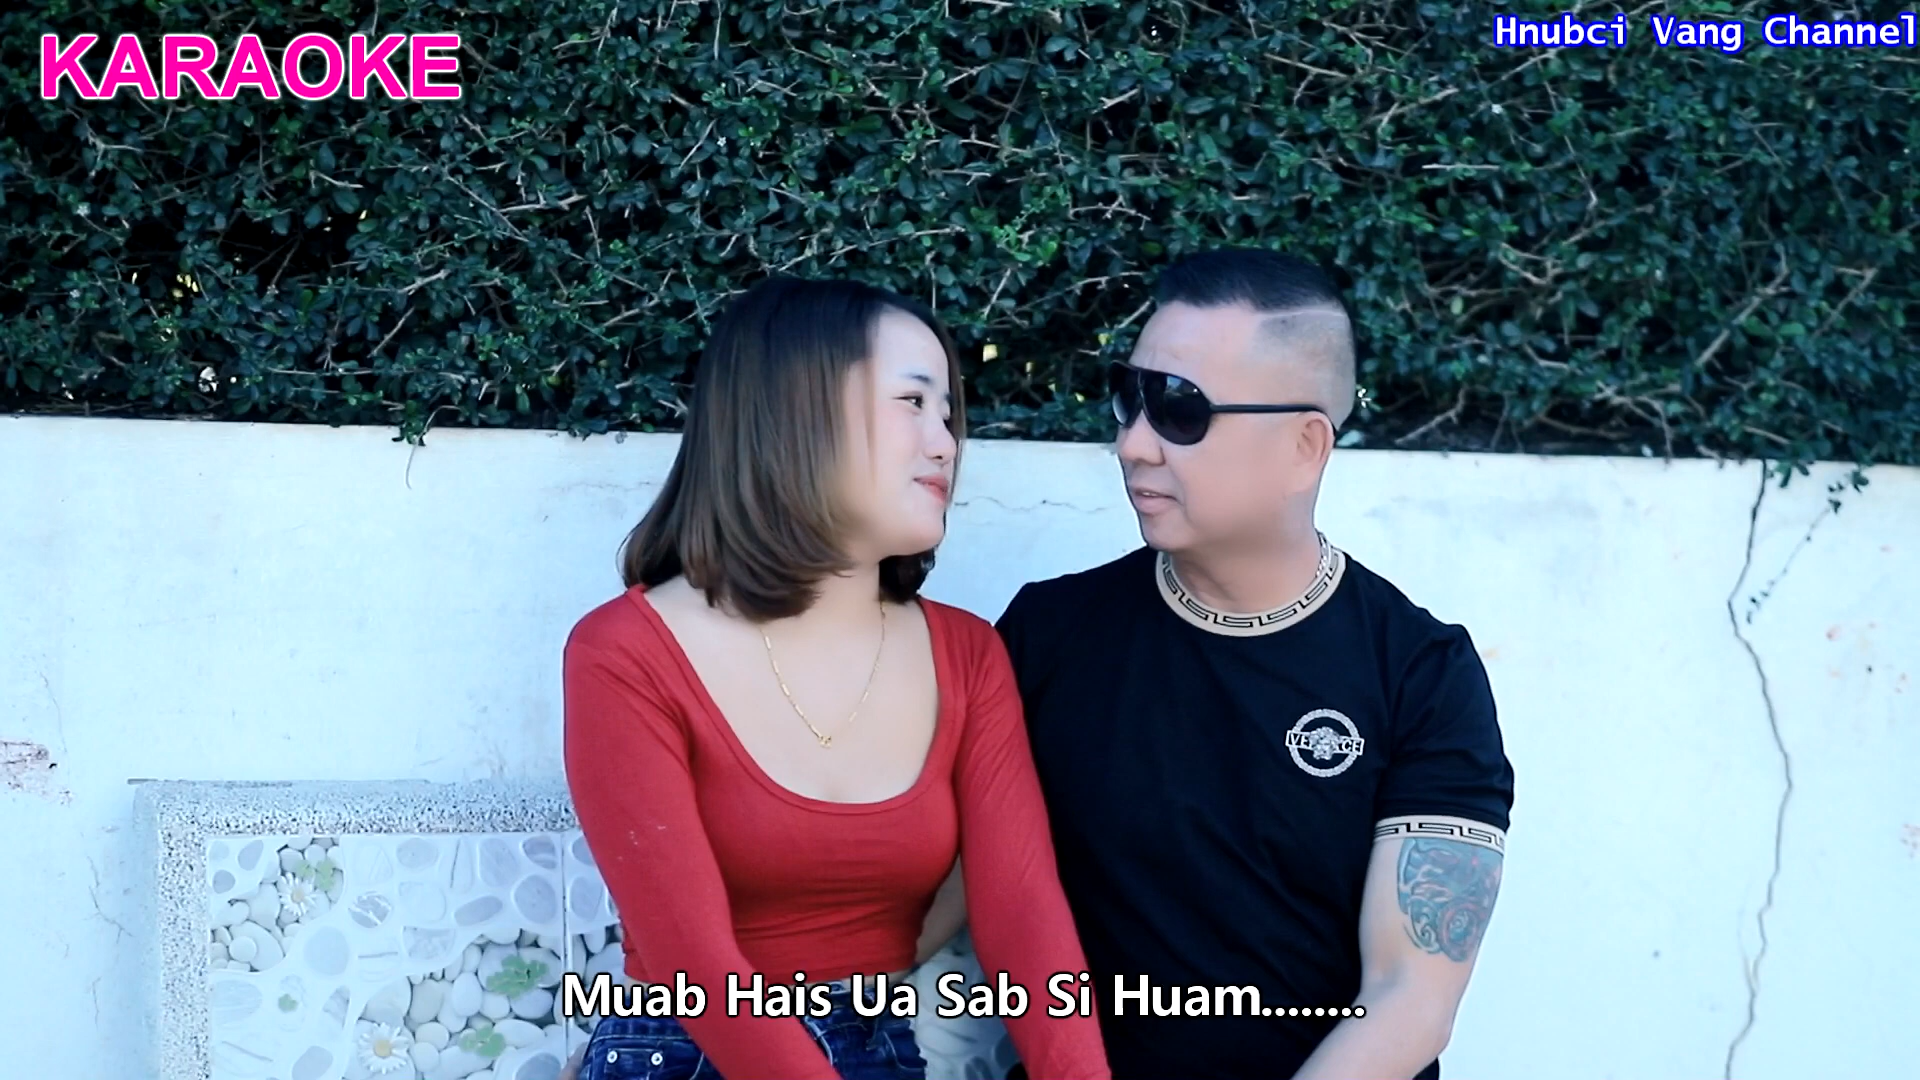 KARAOKE
Hnubci Vang Channel
Muab Hais Ua Sab Si Huam........